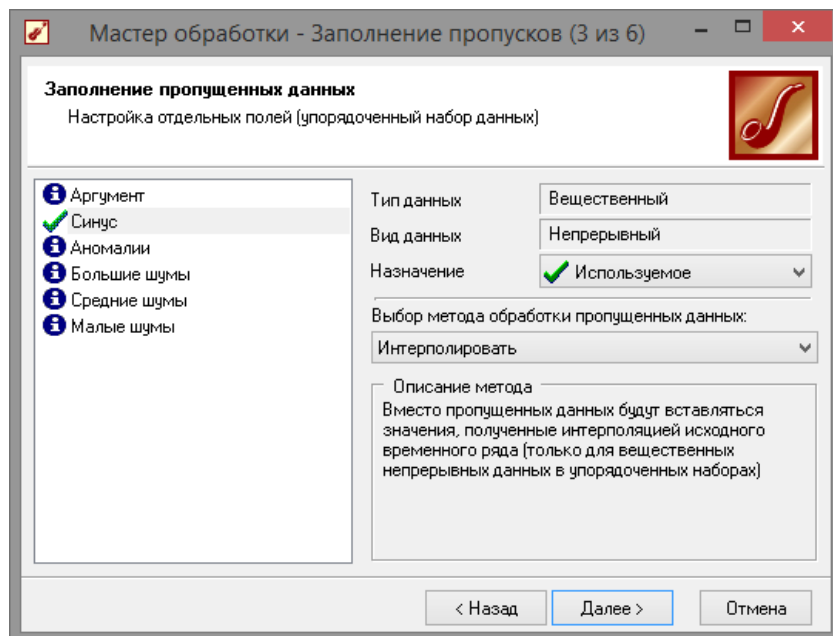 Мастер обработки - Заполнение пропусков (3 из 6)
Заполнение пропущенных данных
Настройка отдельных полей (упорядоченный набор данных)
Аргумент
Синус
Аномалии
Большие шумы
Средние шумы
Малые шумы
Тип данных
Вещественный
Вид данных
Непрерывный
Назначение
Используемое
Выбор метода обработки пропущенных данных:
Интерполировать
Описание метода
Вместо пропущенных данных будут вставляться
значения, полученные интерполяцией исходного
временного ряда (только для вещественных
непрерывных данных в упорядоченных наборах)
< Назад
Далее >
Отмена